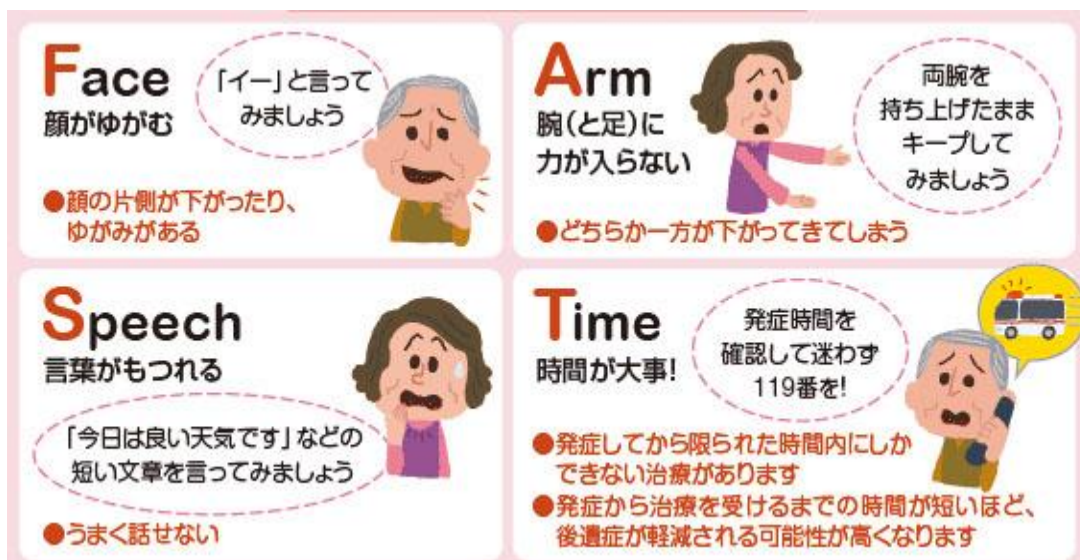 Face
顔がゆがむ
「イー」と言って
みましょう
●顔の片側が下がったり、
ゆがみがある
Arm
腕(と足)に
力が入らない
両腕を
持ち上げたまま
キープして
みましょう
●どちらか一方が下がってきてしまう
Speech
言葉がもつれる
「今日は良い天気です」などの
短い文章を言ってみましょう
●うまく話せない
Time
時間が大事!
発症時間を
確認して迷わず
119番を!
●発症してから限られた時間内にしか
できない治療があります
●発症から治療を受けるまでの時間が短いほど、
後遺症が軽減される可能性が高くなります